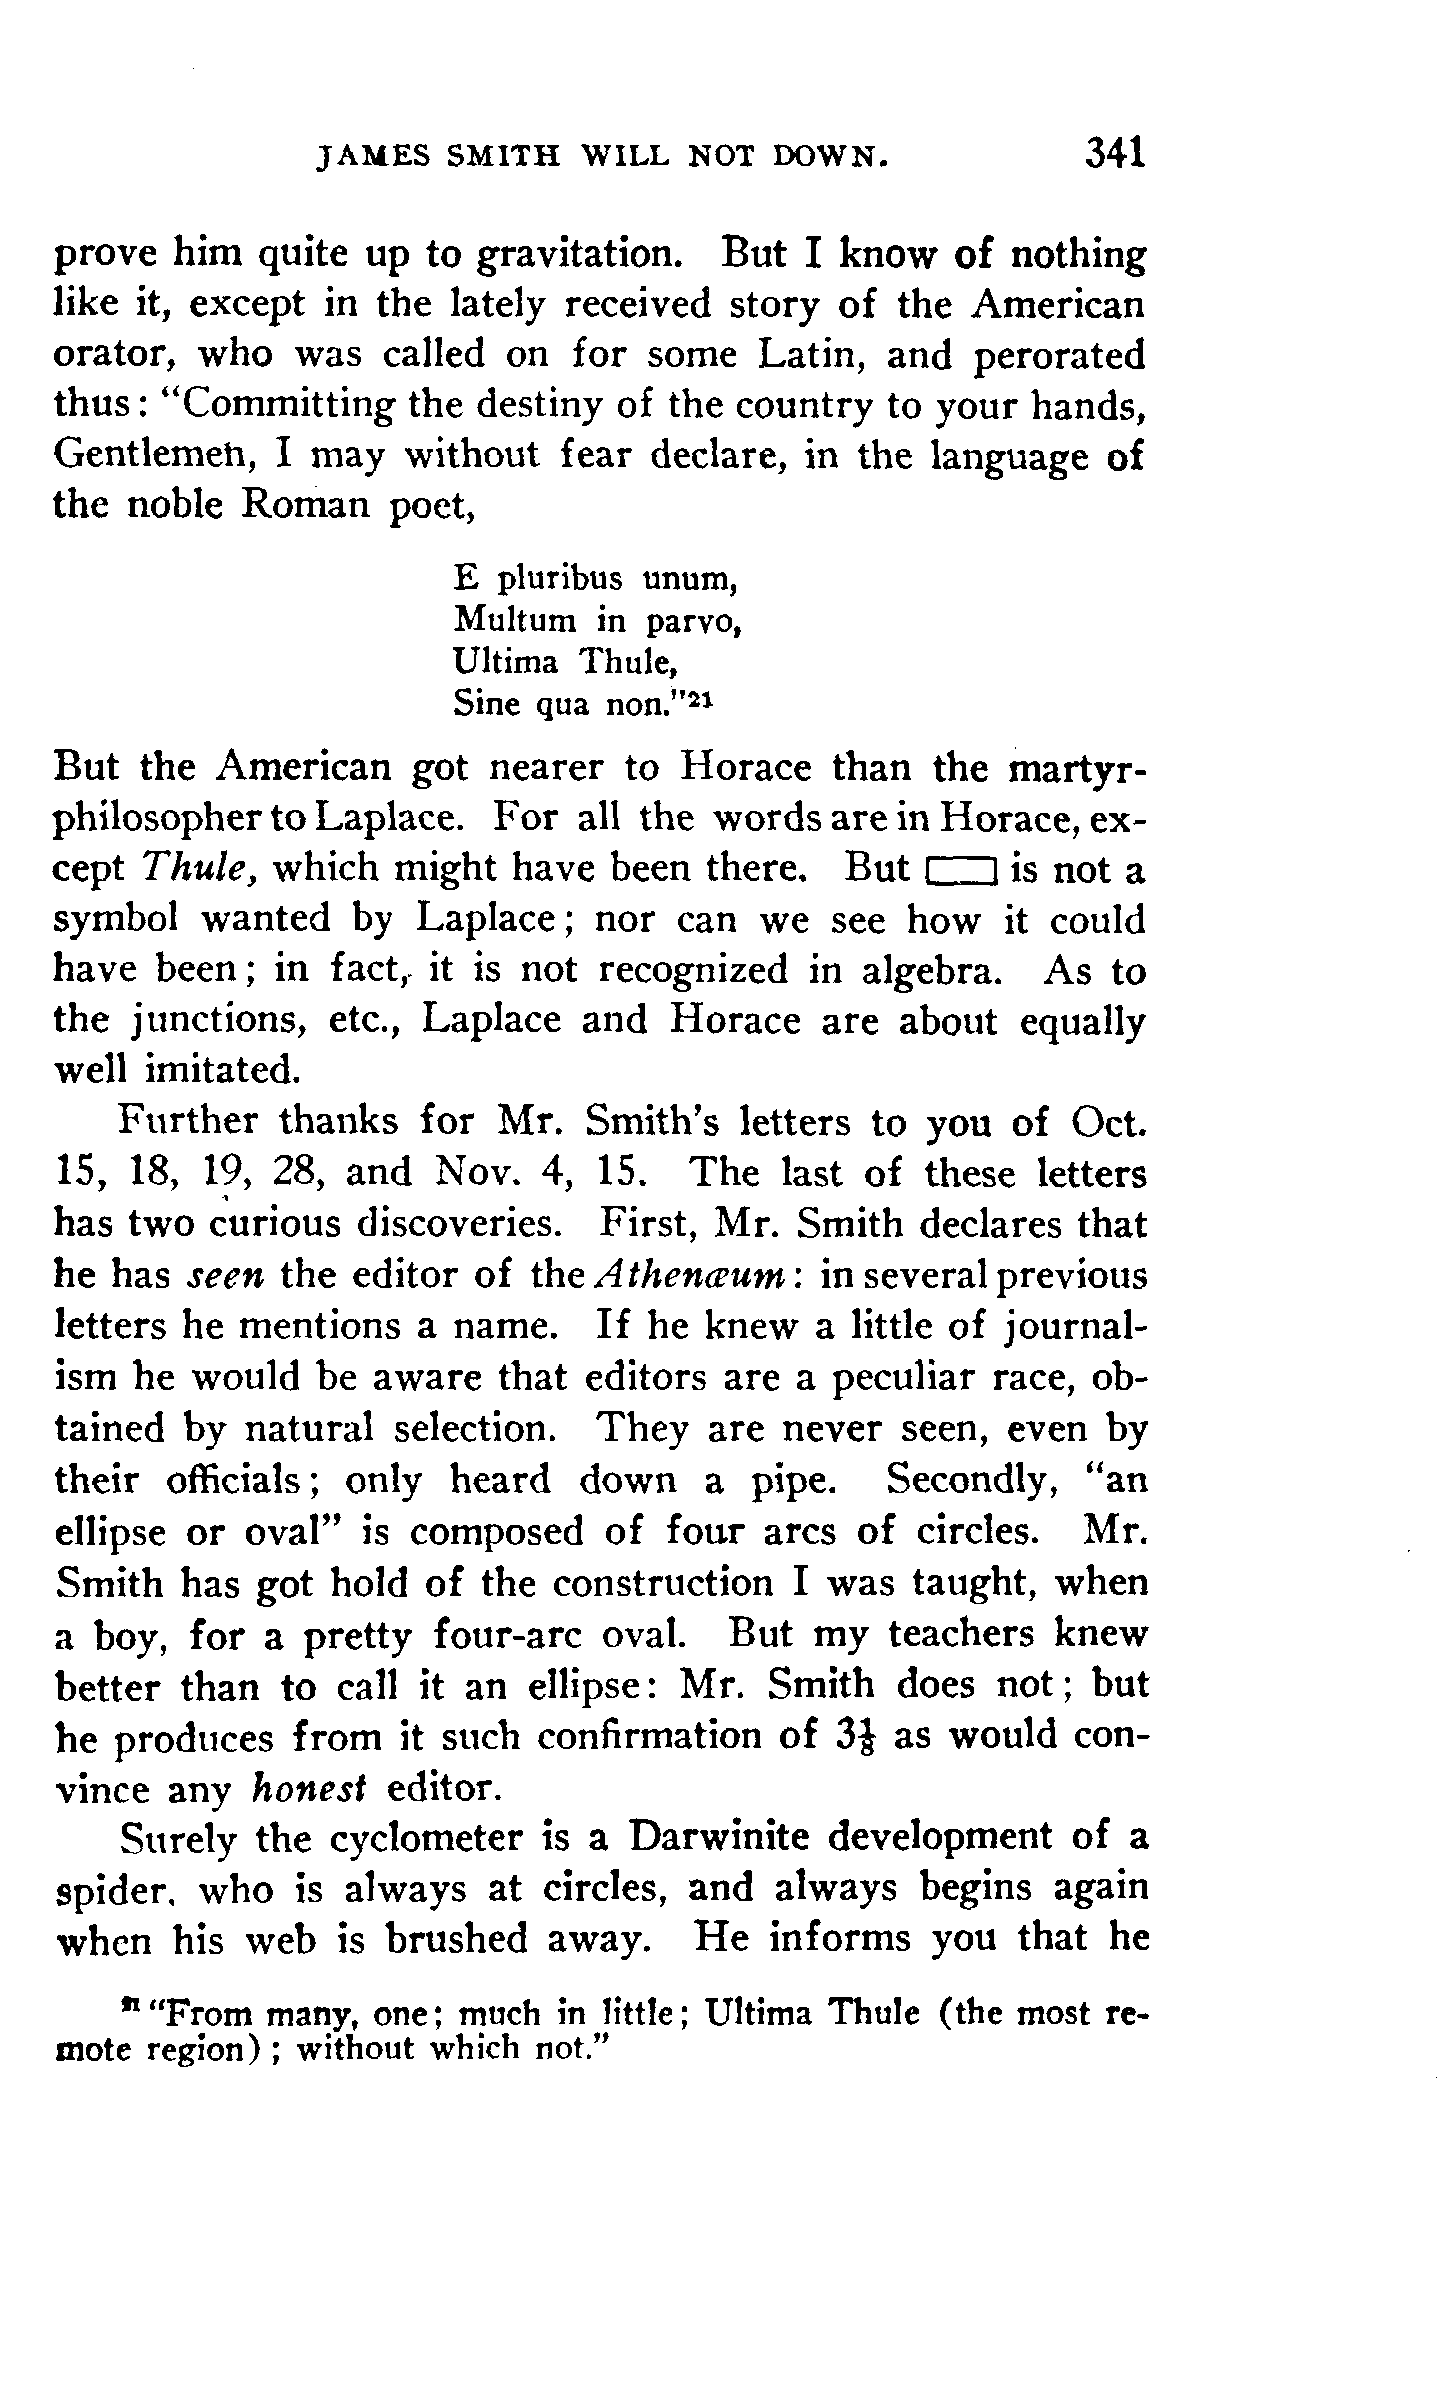 JAMES SMITH WILL NOT DOWN. 341
prove him quite up to gravitation. But I know of nothing
like it, except in the lately received story of the American
orator, who was called on for some Latin, and perorated
thus: "Committing the destiny of the country to your hands,
Gentlemen, I may without fear declare, in the language of
the noble Roman poet,
E pluribus unum,
Multum in parvo,
Ultima Thule,
Sine qua non."21
But the American got nearer to Horace than the martyr-
philosopher to Laplace. For all the words are in Horace, ex-
cept Thule, which might have been there. But ▭ is not a
symbol wanted by Laplace; nor can we see how it could
have been; in fact, it is not recognized in algebra. As to
the junctions, etc., Laplace and Horace are about equally
well imitated.
Further thanks for Mr. Smith's letters to you of Oct.
15, 18, 19, 28, and Nov. 4, 15. The last of these letters
has two curious discoveries. First, Mr. Smith declares that
he has seen the editor of the Athenæum: in several previous
letters he mentions a name. If he knew a little of journal-
ism he would be aware that editors are a peculiar race, ob-
tained by natural selection. They are never seen, even by
their officials; only heard down a pipe. Secondly, "an
ellipse or oval" is composed of four arcs of circles. Mr.
Smith has got hold of the construction I was taught, when
a boy, for a pretty four-arc oval. But my teachers knew
better than to call it an ellipse: Mr. Smith does not; but
he produces from it such confirmation of 3⅛ as would con-
vince any honest editor.
Surely the cyclometer is a Darwinite development of a
spider, who is always at circles, and always begins again
when his web is brushed away. He informs you that he
21 "From many, one; much in little; Ultima Thule (the most re-
mote region); without which not."